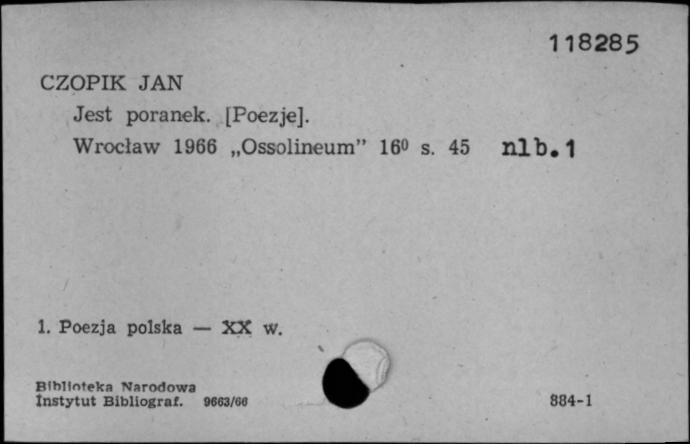 118285
CZOPIK JAN
Jest poranek. [Poezje].
Wrocław 1966 „Ossolineum” 16⁰ s. 45 nlb.1
1. Poezja polska — XX w.
Biblioteka Narodowa
Instytut Bibliograf. 9663/66
884-1